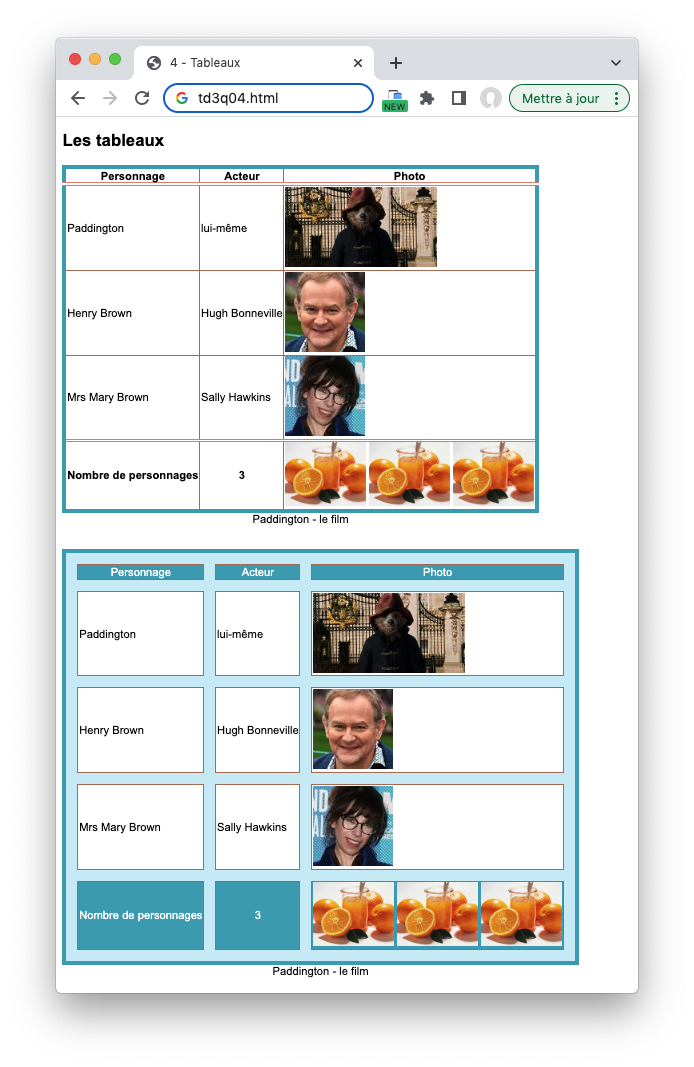 4 - Tableaux
td3q04.html
NEW
Mettre à jour
Les tableaux
Personnage Acteur Photo
Paddington lui-même
Henry Brown Hugh Bonneville
Mrs Mary Brown Sally Hawkins
Nombre de personnages 3
Paddington - le film
Personnage Acteur Photo
Paddington lui-même
Henry Brown Hugh Bonneville
Mrs Mary Brown Sally Hawkins
Nombre de personnages 3
Paddington - le film